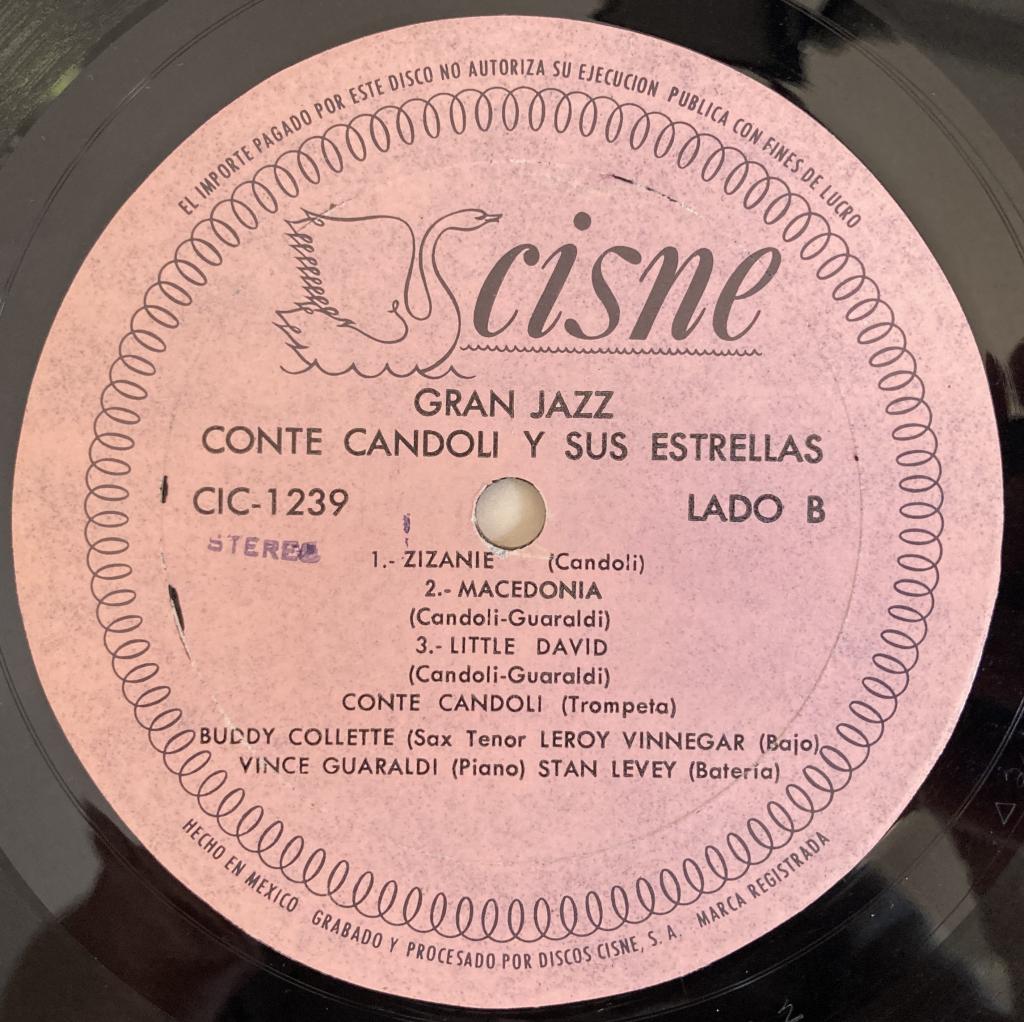 EL IMPORTE PAGADO POR ESTE DISCO NO AUTORIZA SU EJECUCION PUBLICA CON FINES DE LUCRO
cisne
GRAN JAZZ
CONTE CANDOLI Y SUS ESTRELLAS
CIC-1239 LADO B
STEREO
1.- ZIZANIE (Candoli)
2.- MACEDONIA
(Candoli-Guaraldi)
3.- LITTLE DAVID
(Candoli-Guaraldi)
CONTE CANDOLI (Trompeta)
BUDDY COLLETTE (Sax Tenor LEROY VINNEGAR (Bajo),
VINCE GUARALDI (Piano) STAN LEVEY (Batería)
HECHO EN MEXICO GRABADO Y PROCESADO POR DISCOS CISNE, S. A. MARCA REGISTRADA